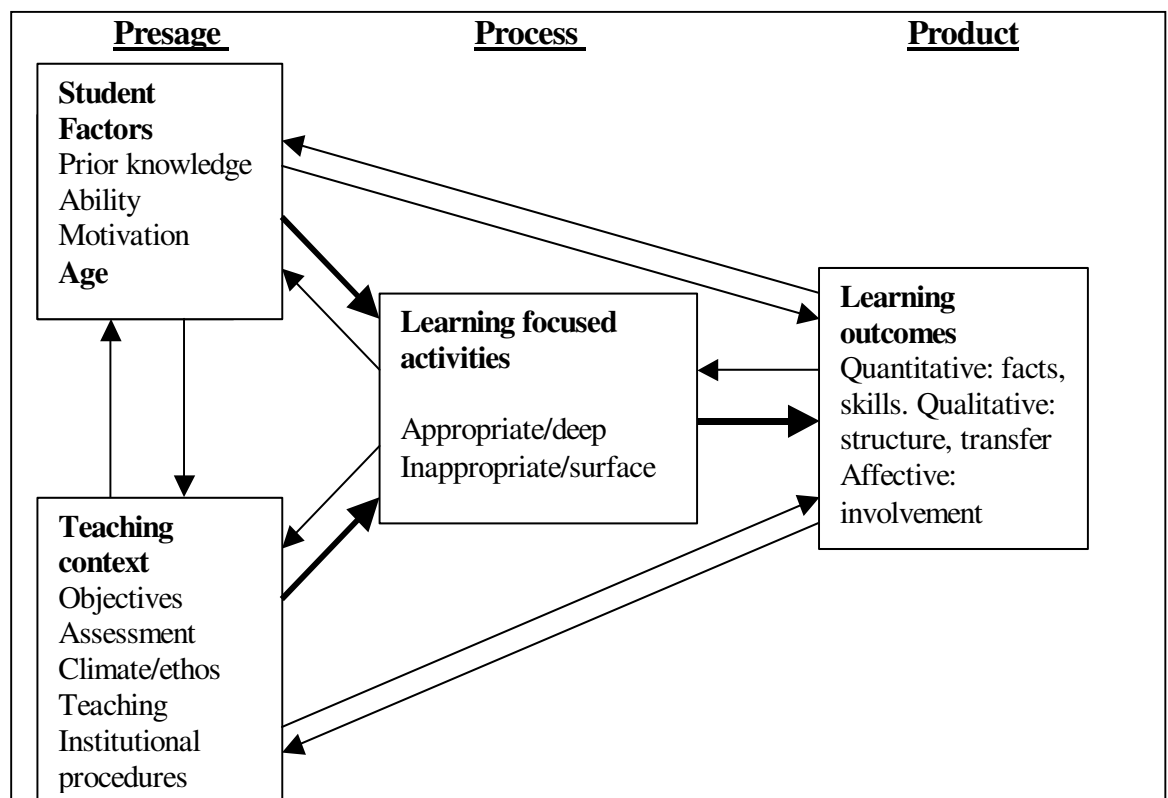 Presage Process Product
Student
Factors
Prior knowledge
Ability
Motivation
Age
Learning focused
activities
Appropriate/deep
Inappropriate/surface
Learning
outcomes
Quantitative: facts,
skills. Qualitative:
structure, transfer
Affective:
involvement
Teaching
context
Objectives
Assessment
Climate/ethos
Teaching
Institutional
procedures